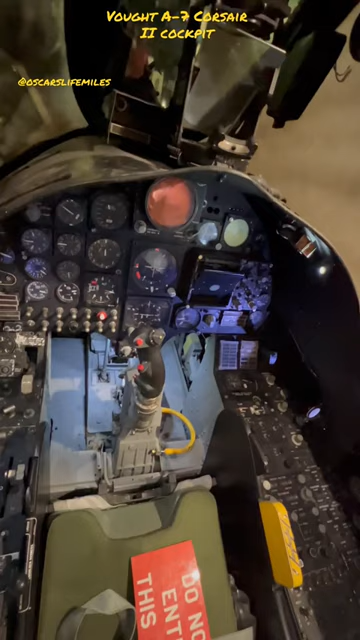 Vought A-7 Corsair
II cockpit
@oscarslifemiles
DO NO
ENT
THIS